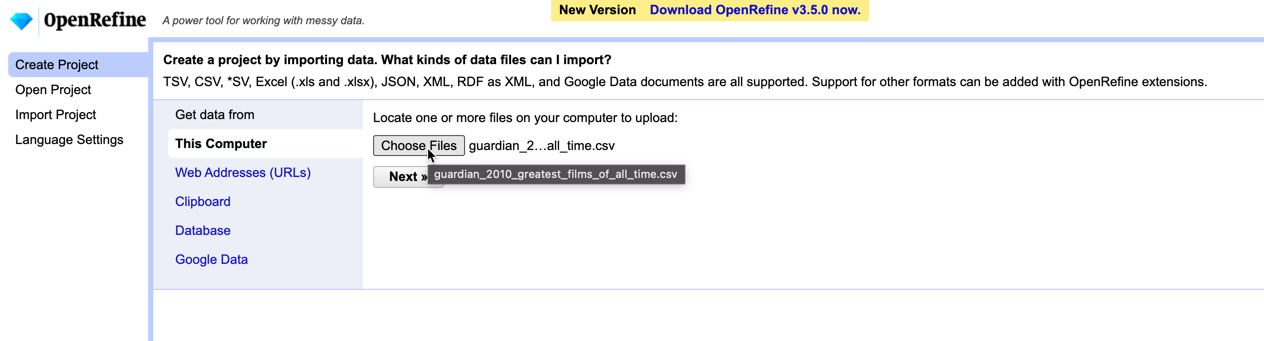 OpenRefine A power tool for working with messy data.
New Version Download OpenRefine v3.5.0 now.
Create Project
Open Project
Import Project
Language Settings
Create a project by importing data. What kinds of data files can I import?
TSV, CSV, *SV, Excel (.xls and .xlsx), JSON, XML, RDF as XML, and Google Data documents are all supported. Support for other formats can be added with OpenRefine extensions.
Get data from
This Computer
Web Addresses (URLs)
Clipboard
Database
Google Data
Locate one or more files on your computer to upload:
Choose Files guardian_2…all_time.csv
Next »
guardian_2010_greatest_films_of_all_time.csv